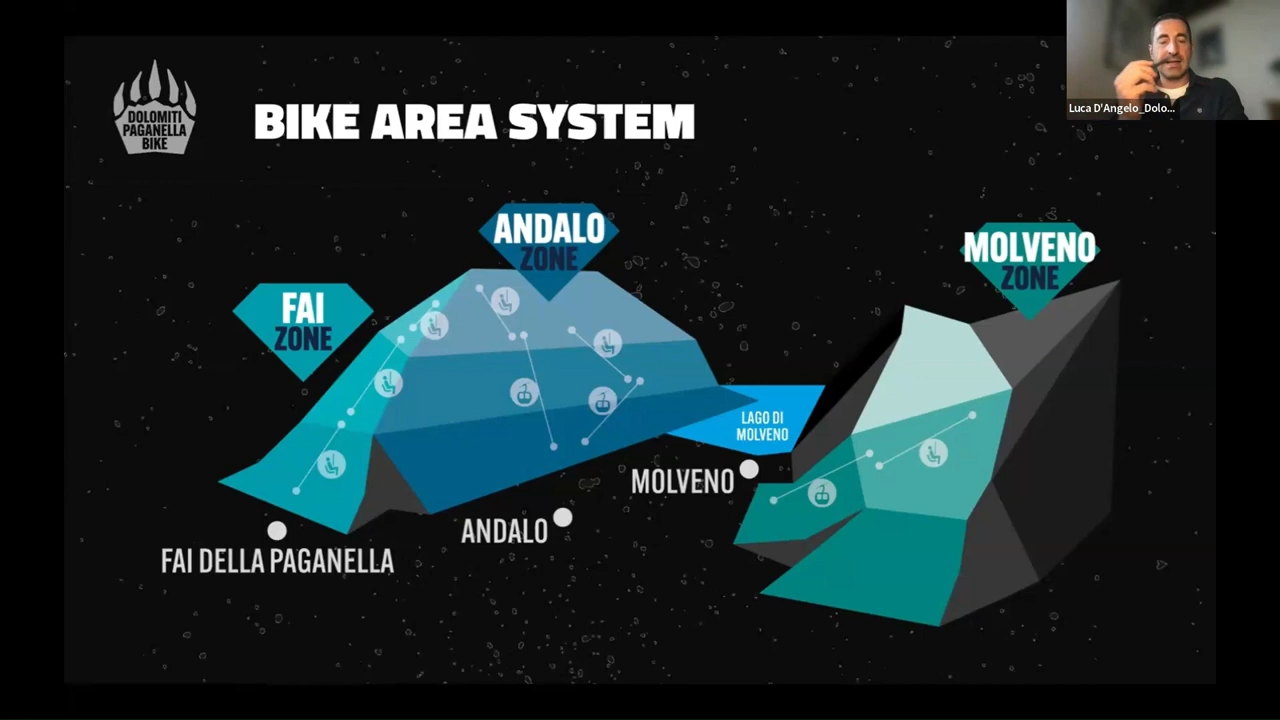 DOLOMITI
PAGANELLA
BIKE
BIKE AREA SYSTEM
Luca D'Angelo_Dolo...
ANDALO
ZONE
MOLVENO
ZONE
FAI
ZONE
LAGO DI
MOLVENO
MOLVENO
ANDALO
FAI DELLA PAGANELLA